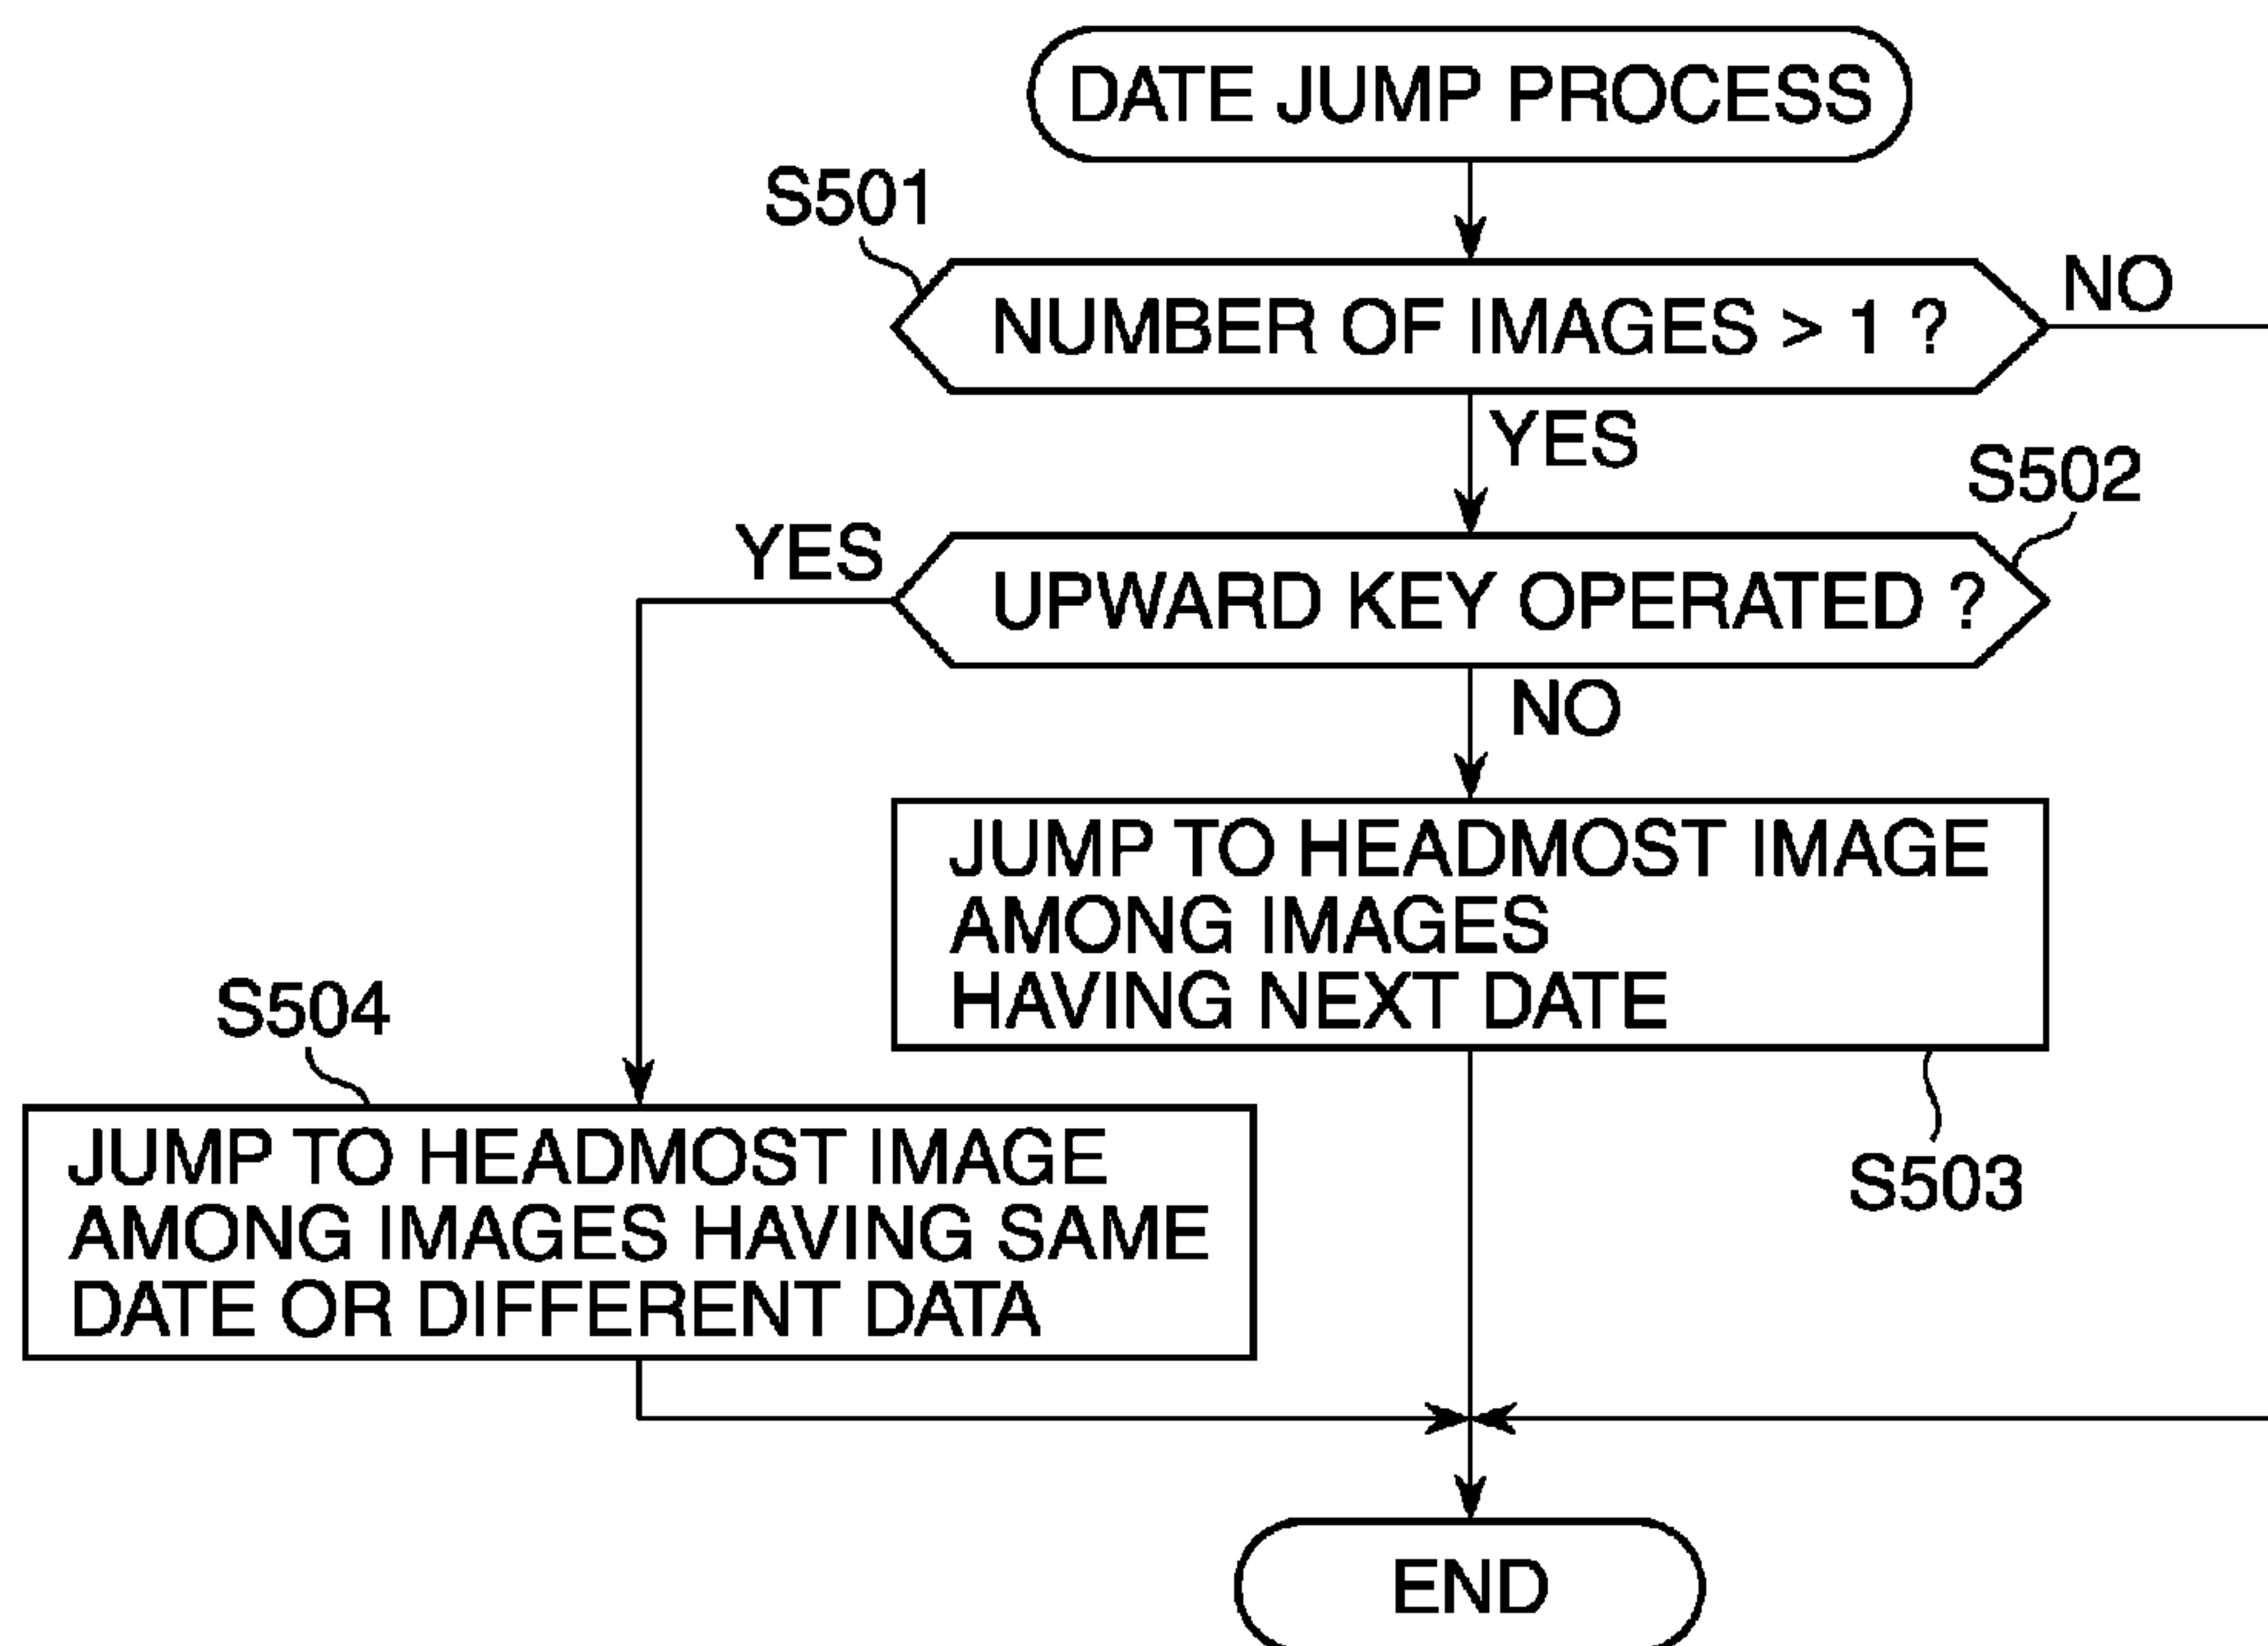 DATE JUMP PROCESS
S501
NUMBER OF IMAGES > 1 ?
NO
YES
S502
YES
UPWARD KEY OPERATED ?
NO
JUMP TO HEADMOST IMAGE
AMONG IMAGES
HAVING NEXT DATE
S503
S504
JUMP TO HEADMOST IMAGE
AMONG IMAGES HAVING SAME
DATE OR DIFFERENT DATA
END